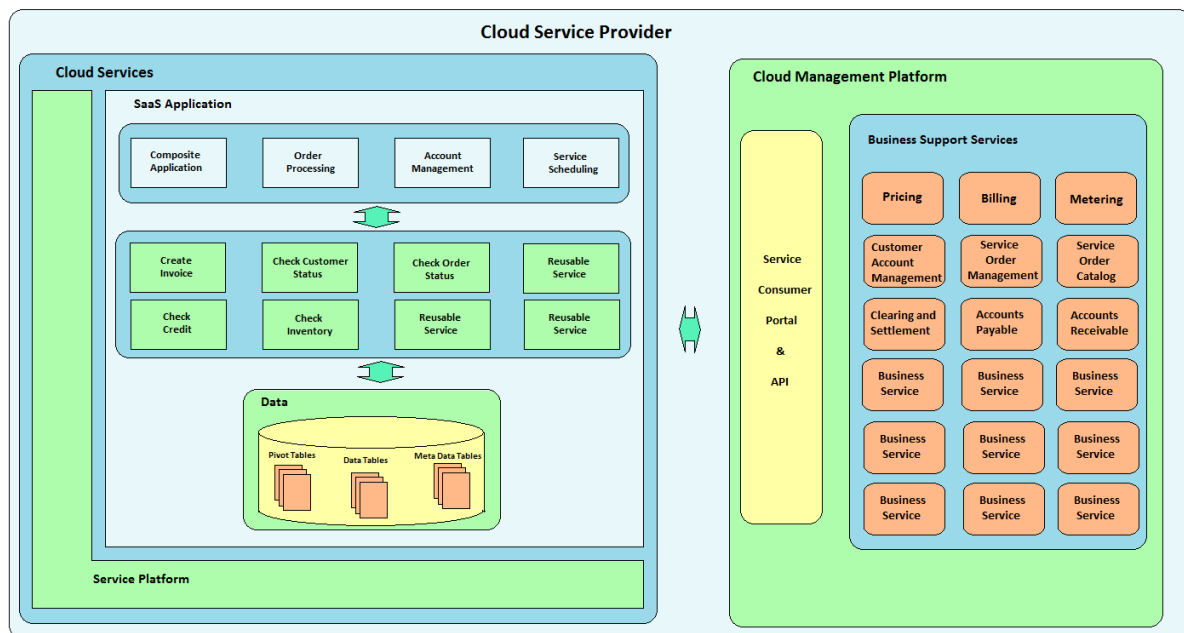 Cloud Service Provider
Cloud Services
SaaS Application
Composite
Application
Order
Processing
Account
Management
Service
Scheduling
Create
Invoice
Check Customer
Status
Check Order
Status
Reusable
Service
Check
Credit
Check
Inventory
Reusable
Service
Reusable
Service
Data
Pivot Tables
Data Tables
Meta Data Tables
Service Platform
Cloud Management Platform
Service
Consumer
Portal
&
API
Business Support Services
Pricing
Billing
Metering
Customer
Account
Management
Service
Order
Management
Service
Order
Catalog
Clearing and
Settlement
Accounts
Payable
Accounts
Receivable
Business
Service
Business
Service
Business
Service
Business
Service
Business
Service
Business
Service
Business
Service
Business
Service
Business
Service